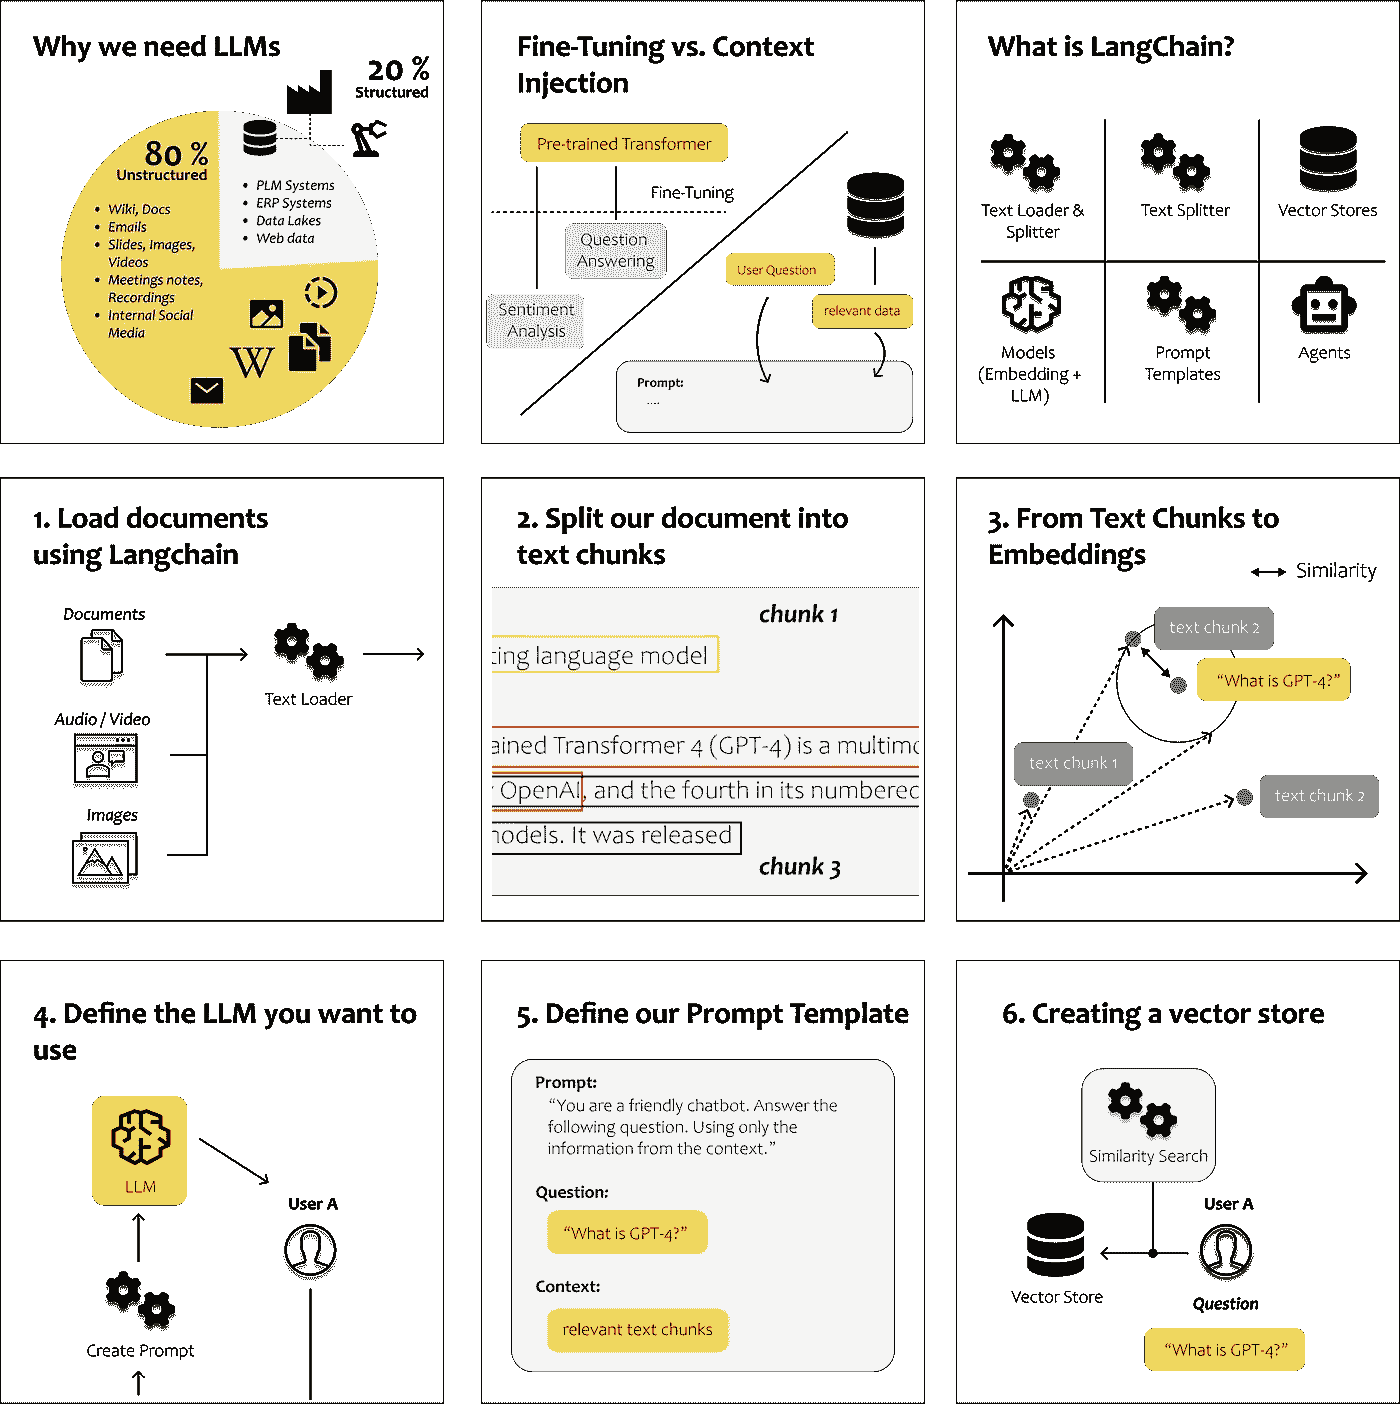 Why we need LLMs
20 %
Structured
80 %
Unstructured
• Wiki, Docs
• Emails
• Slides, Images,
Videos
• Meetings notes,
Recordings
• Internal Social
Media
• PLM Systems
• ERP Systems
• Data Lakes
• Web data
W
Fine-Tuning vs. Context
Injection
Pre-trained Transformer
Fine-Tuning
Question
Answering
Sentiment
Analysis
User Question
relevant data
Prompt:
....
What is LangChain?
Text Loader &
Splitter
Text Splitter
Vector Stores
Models
(Embedding +
LLM)
Prompt
Templates
Agents
1. Load documents
using Langchain
Documents
Audio / Video
Images
Text Loader
2. Split our document into
text chunks
chunk 1
ting language model
ained Transformer 4 (GPT-4) is a multimo
OpenAI, and the fourth in its numbered
models. It was released
chunk 3
3. From Text Chunks to
Embeddings
Similarity
text chunk 2
“What is GPT-4?”
text chunk 1
text chunk 2
4. Define the LLM you want to
use
LLM
User A
Create Prompt
5. Define our Prompt Template
Prompt:
“You are a friendly chatbot. Answer the
following question. Using only the
information from the context.”
Question:
“What is GPT-4?”
Context:
relevant text chunks
6. Creating a vector store
Similarity Search
User A
Vector Store
Question
“What is GPT-4?”